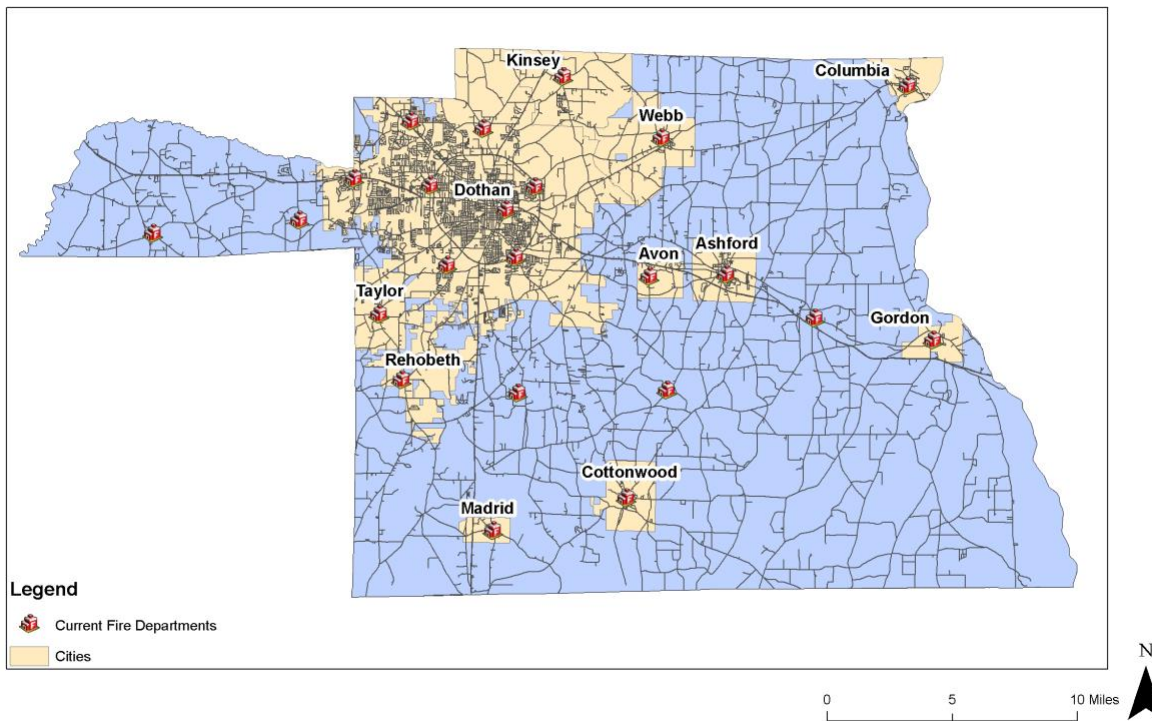 Kinsey
Columbia
Webb
Dothan
Avon
Ashford
Taylor
Gordon
Rehobeth
Cottonwood
Madrid
Legend
Current Fire Departments
Cities
N
0 5 10 Miles